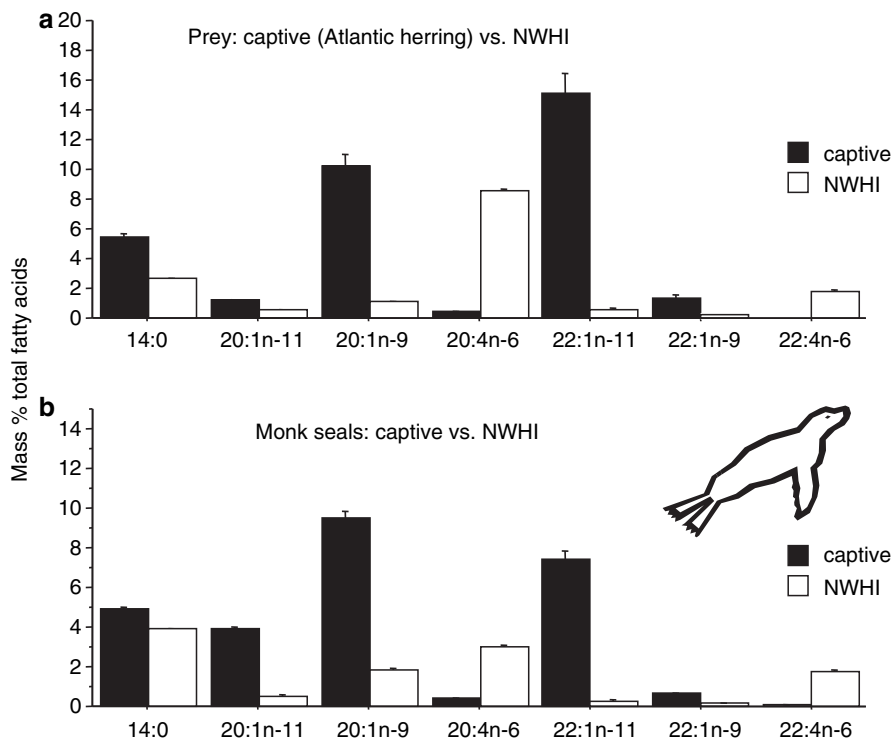 a
Prey: captive (Atlantic herring) vs. NWHI
20
18
16
14
12
10
8
6
4
2
0
captive
NWHI
14:0 20:1n-11 20:1n-9 20:4n-6 22:1n-11 22:1n-9 22:4n-6
Mass % total fatty acids
b
Monk seals: captive vs. NWHI
14
12
10
8
6
4
2
0
captive
NWHI
14:0 20:1n-11 20:1n-9 20:4n-6 22:1n-11 22:1n-9 22:4n-6